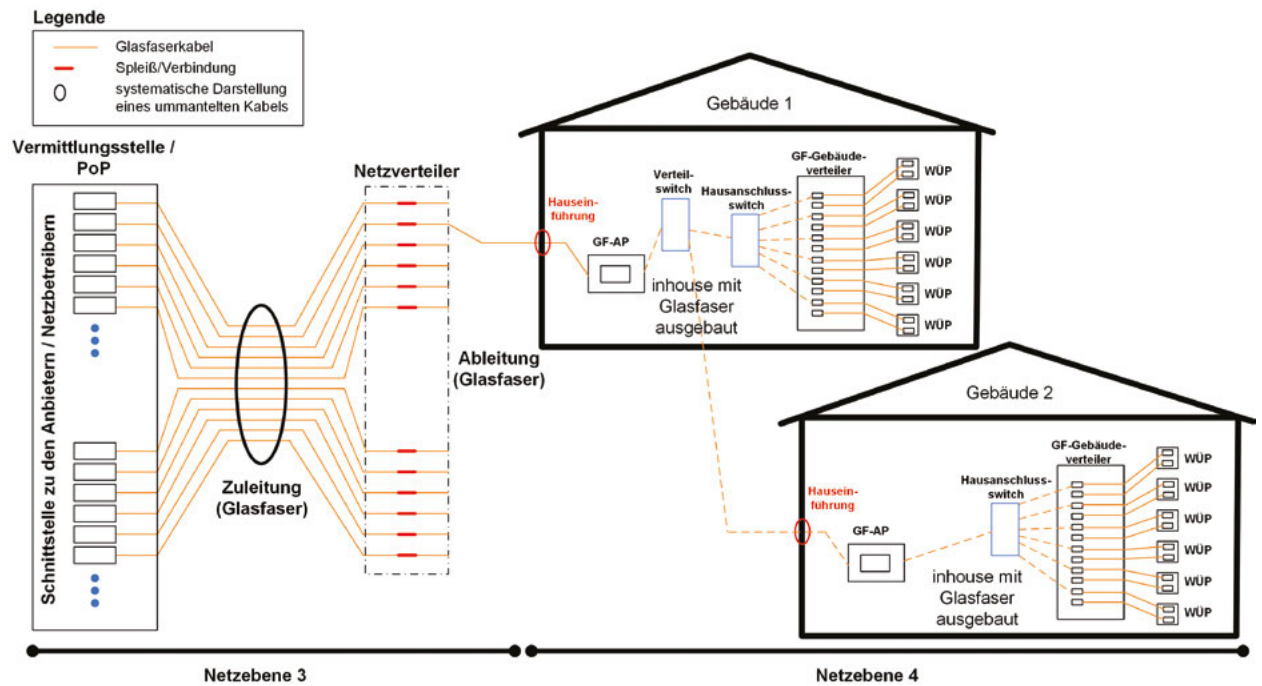 Legende
Glasfaserkabel
Spleiß/Verbindung
systematische Darstellung
eines ummantelten Kabels
Vermittlungsstelle /
PoP
Schnittstelle zu den Anbietern / Netzbetreibern
Zuleitung
(Glasfaser)
Netzverteiler
Ableitung
(Glasfaser)
Gebäude 1
Hausein-
führung
GF-AP
Verteil-
switch
Hausanschluss-
switch
GF-Gebäude-
verteiler
WÜP
WÜP
WÜP
WÜP
WÜP
WÜP
inhouse mit
Glasfaser
ausgebaut
Gebäude 2
Hausein-
führung
GF-AP
Hausanschluss-
switch
GF-Gebäude-
verteiler
WÜP
WÜP
WÜP
WÜP
WÜP
WÜP
inhouse mit
Glasfaser
ausgebaut
Netzebene 3
Netzebene 4